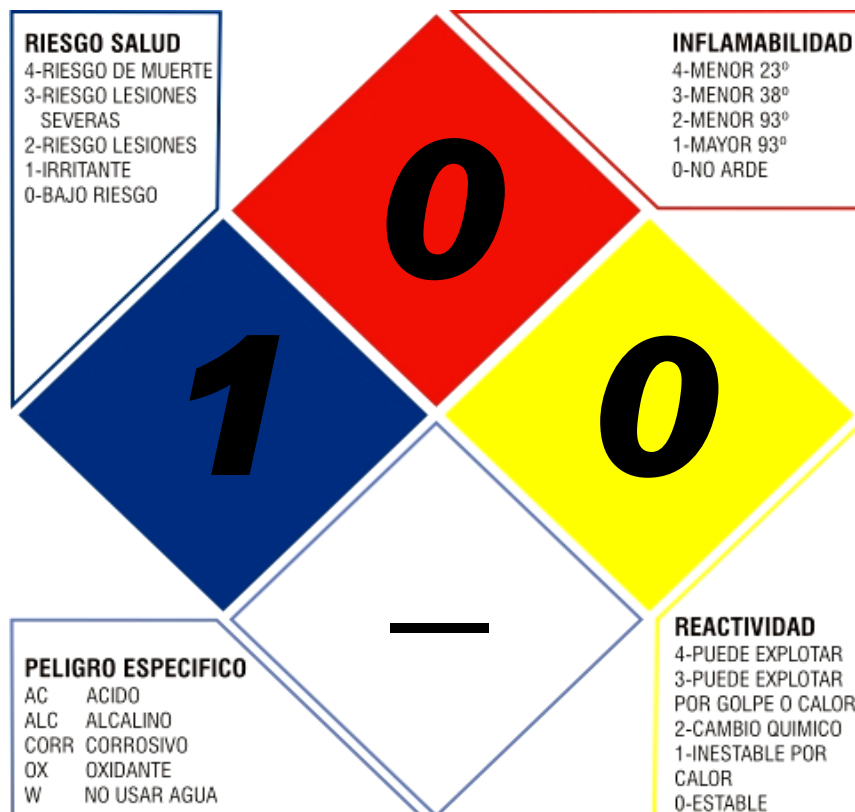 RIESGO SALUD
4-RIESGO DE MUERTE
3-RIESGO LESIONES
SEVERAS
2-RIESGO LESIONES
1-IRRITANTE
0-BAJO RIESGO
INFLAMABILIDAD
4-MENOR 23º
3-MENOR 38º
2-MENOR 93º
1-MAYOR 93º
0-NO ARDE
0
1
0
—
PELIGRO ESPECIFICO
AC ACIDO
ALC ALCALINO
CORR CORROSIVO
OX OXIDANTE
W NO USAR AGUA
REACTIVIDAD
4-PUEDE EXPLOTAR
3-PUEDE EXPLOTAR
POR GOLPE O CALOR
2-CAMBIO QUIMICO
1-INESTABLE POR
CALOR
0-ESTABLE